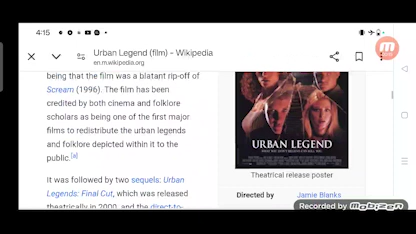 4:15
Urban Legend (film) - Wikipedia
en.m.wikipedia.org
being that the film was a blatant rip-off of
Scream (1996). The film has
been
credited by both cinema and folklore
scholars as being one of the first major
films to redistribute the urban legends
and folklore depicted within it to the
public.[a]
It was followed by two sequels: Urban
Legends: Final Cut, which was released
theatrically in 2000, and the direct-to-
URBAN LEGEND
Theatrical release poster
Directed by
Jamie Blanks
Recorded by mobizen